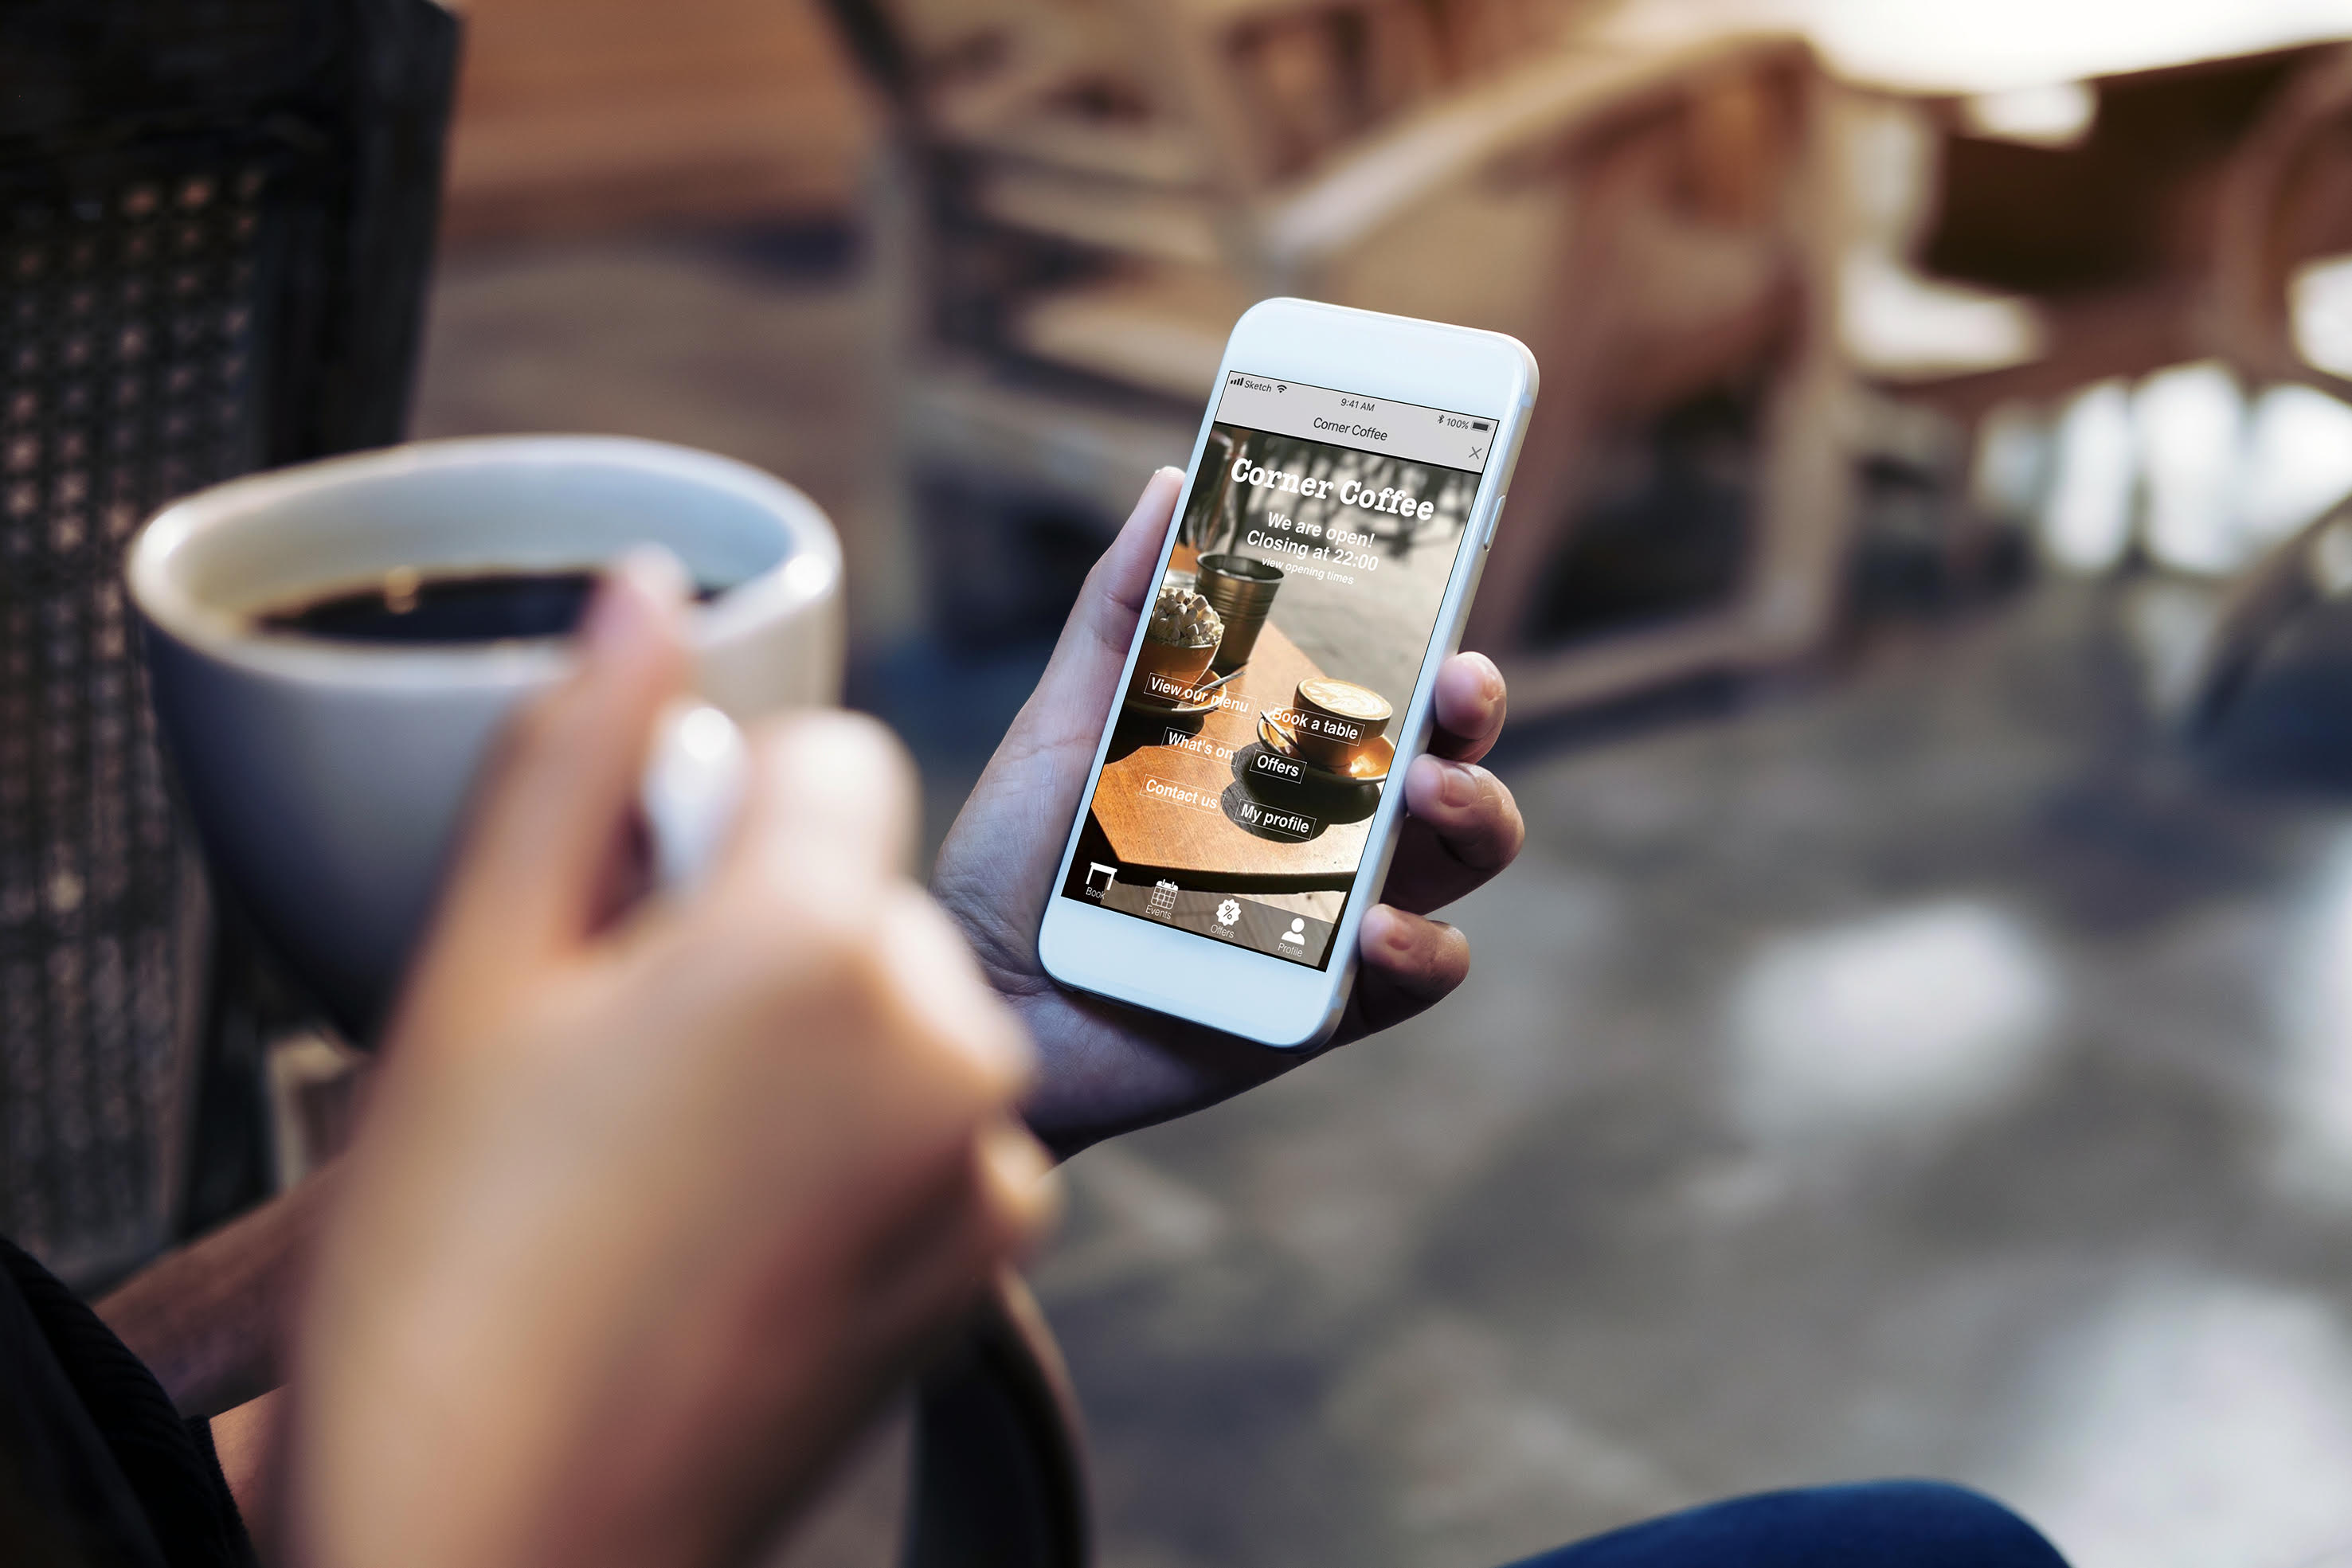 Sketch
9:41 AM
100%
Corner Coffee
Corner Coffee
We are open!
Closing at 22:00
view opening times
View our menu
Book a table
What's on
Offers
Contact us
My profile
Book
Events
Offers
Profile